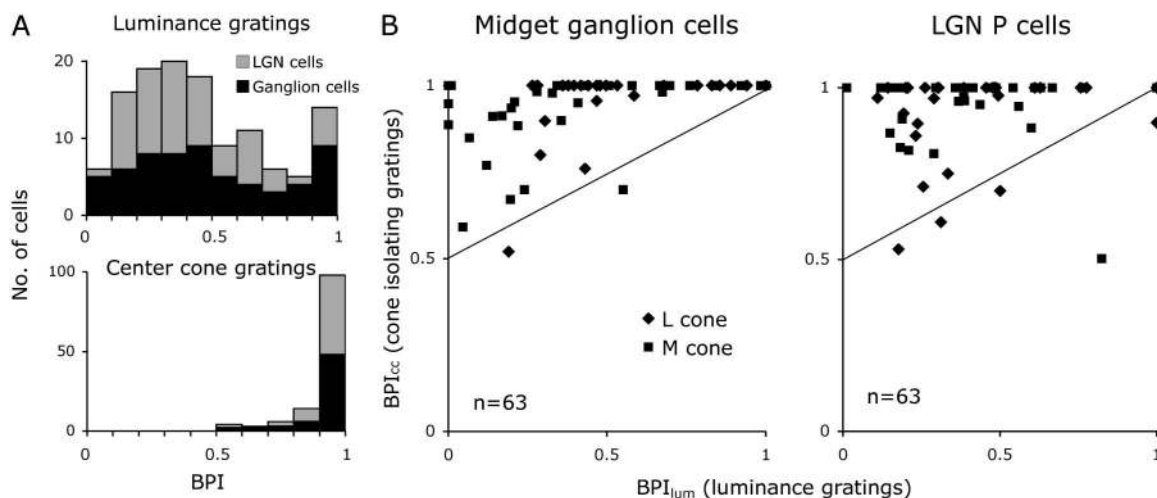 A
Luminance gratings
LGN cells
Ganglion cells
20
10
0
0
0.5
1
No. of cells
Center cone gratings
100
50
0
0
0.5
1
BPI
B
Midget ganglion cells
LGN P cells
BPIcc (cone isolating gratings)
1
0.5
0
0
0.5
1
L cone
M cone
n=63
1
0.5
0
0
0.5
1
n=63
BPIlum (luminance gratings)